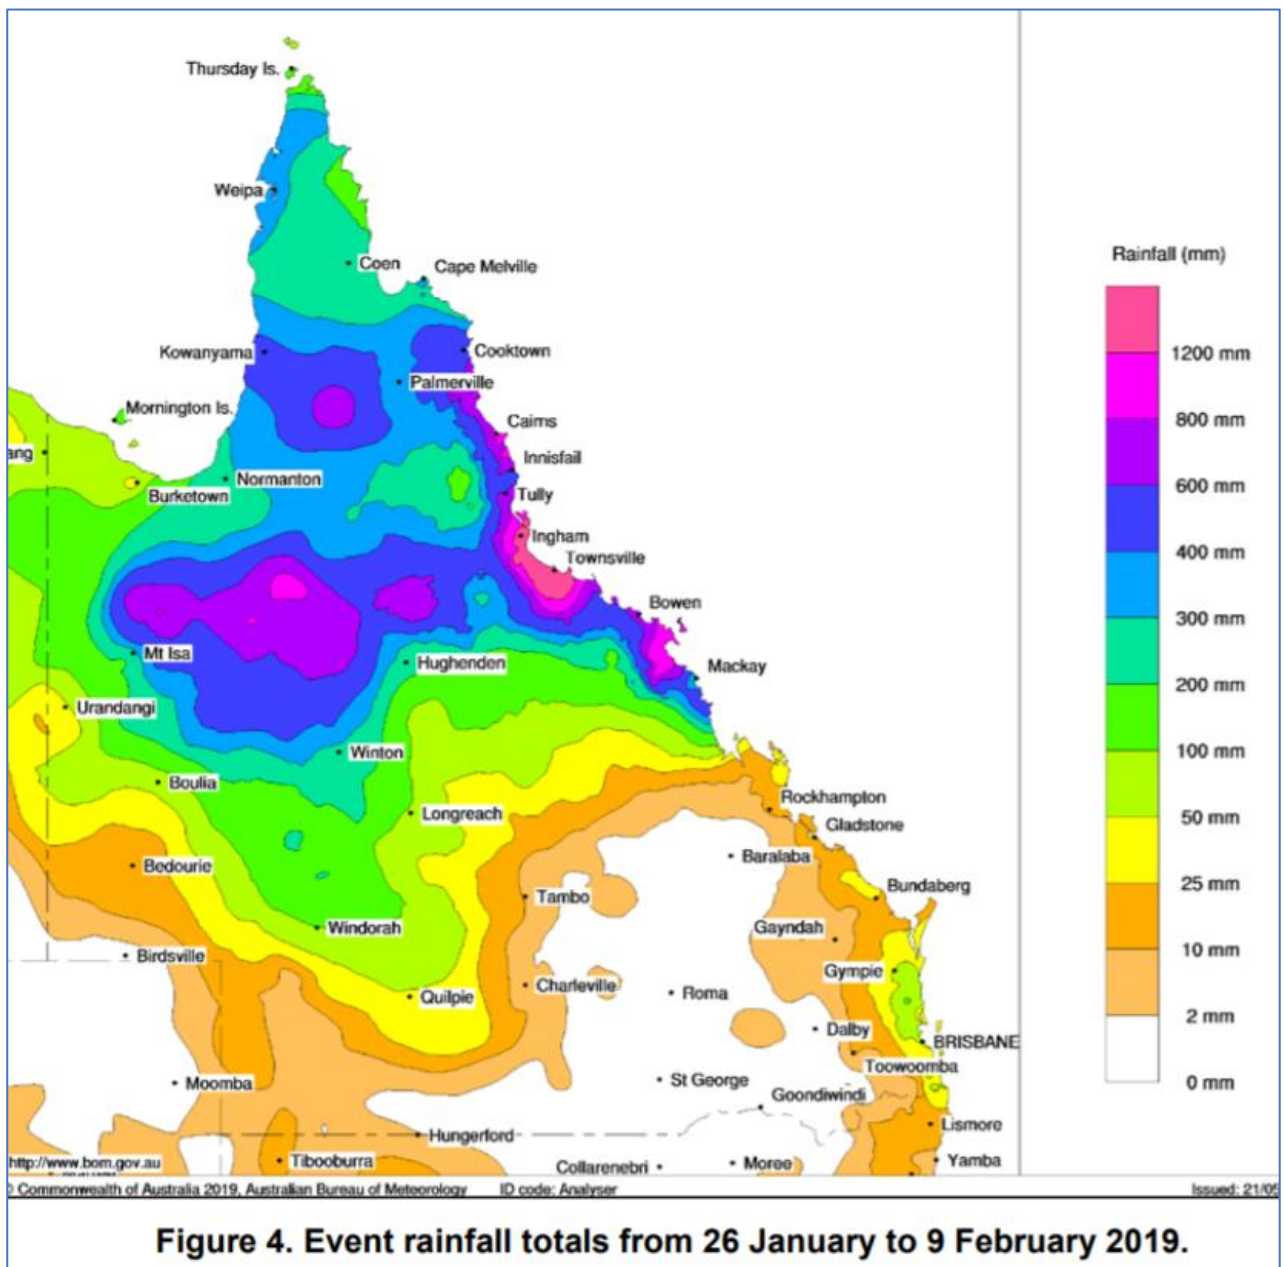 Thursday Is.
Weipa
Coen
Cape Melville
Rainfall (mm)
1200 mm
800 mm
600 mm
400 mm
300 mm
200 mm
100 mm
50 mm
25 mm
10 mm
2 mm
0 mm
Kowanyama
Cooktown
Palmerville
Mornington Is.
Cairns
ang
Innisfail
Normanton
Burketown
Tully
Ingham
Townsville
Bowen
Mt Isa
Hughenden
Mackay
Urandangi
Winton
Boulia
Longreach
Rockhampton
Gladstone
Baralaba
Bedourie
Bundaberg
Tambo
Windorah
Gayndah
Birdsville
Gympie
Charleville
Roma
Quilpie
Dalby
BRISBANE
Toowoomba
Moomba
St George
Goondiwindi
Lismore
Hungerford
http://www.bom.gov.au
Tibooburra
Collarenebri
Moree
Yamba
© Commonwealth of Australia 2019, Australian Bureau of Meteorology ID code: Analyser Issued: 21/05
Figure 4. Event rainfall totals from 26 January to 9 February 2019.